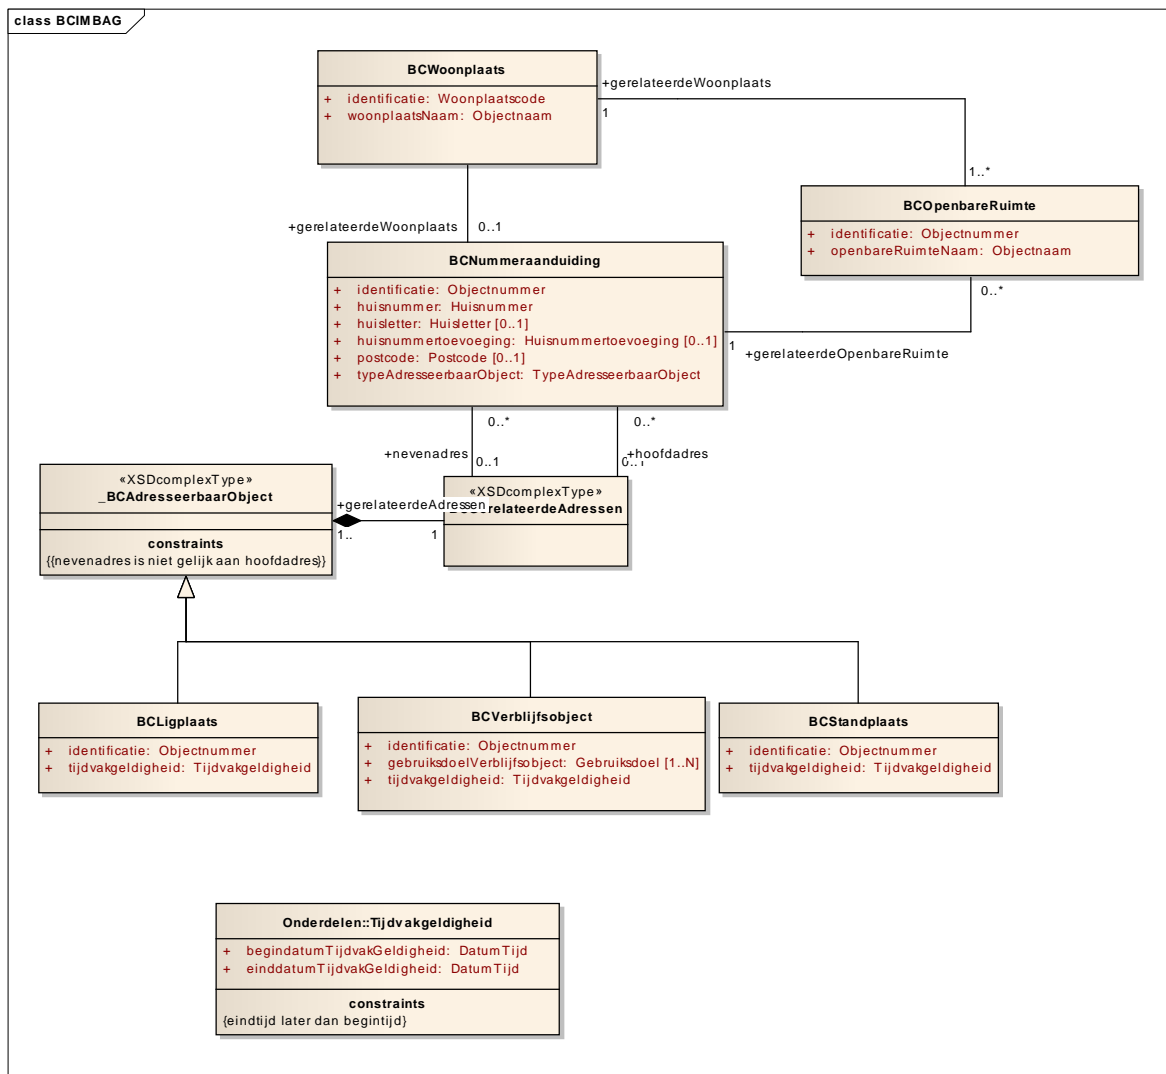 class BCIMBAG
BCWoonplaats
+ identificatie: Woonplaatscode
+ woonplaatsNaam: Objectnaam
+gerelateerdeWoonplaats
1
1..*
BCOpenbareRuimte
+ identificatie: Objectnummer
+ openbareRuimteNaam: Objectnaam
0..*
+gerelateerdeWoonplaats
0..1
BCNummeraanduiding
+ identificatie: Objectnummer
+ huisnummer: Huisnummer
+ huisletter: Huisletter [0..1]
+ huisnummertoevoeging: Huisnummertoevoeging [0..1]
+ postcode: Postcode [0..1]
+ typeAdresseerbaarObject: TypeAdresseerbaarObject
1
+gerelateerdeOpenbareRuimte
0..*
0..*
+nevenadres
+hoofdadres
0..1
«XSDcomplexType»
_BCAdresseerbaarObject
constraints
{{nevenadres is niet gelijk aan hoofdadres}}
+gerelateerdeAdressen
1..
1
«XSDcomplexType»
BCLigplaats
+ identificatie: Objectnummer
+ tijdvakgeldigheid: Tijdvakgeldigheid
BCVerblijfsobject
+ identificatie: Objectnummer
+ gebruiksdoelVerblijfsobject: Gebruiksdoel [1..N]
+ tijdvakgeldigheid: Tijdvakgeldigheid
BCStandplaats
+ identificatie: Objectnummer
+ tijdvakgeldigheid: Tijdvakgeldigheid
Onderdelen::Tijdvakgeldigheid
+ begindatumTijdvakGeldigheid: DatumTijd
+ einddatumTijdvakGeldigheid: DatumTijd
constraints
{eindtijd later dan begintijd}